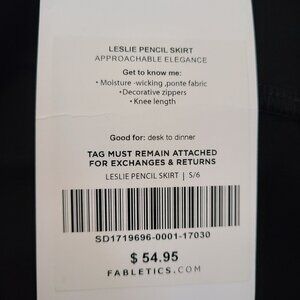 LESLIE PENCIL SKIRT
APPROACHABLE ELEGANCE
Get to know me:
• Moisture -wicking ,ponte fabric
•Decorative zippers
• Knee length
Good for: desk to dinner
TAG MUST REMAIN ATTACHED
FOR EXCHANGES & RETURNS
LESLIE PENCIL SKIRT | S/6
SD1719696-0001-17030
$ 54.95
FABLETICS.COM